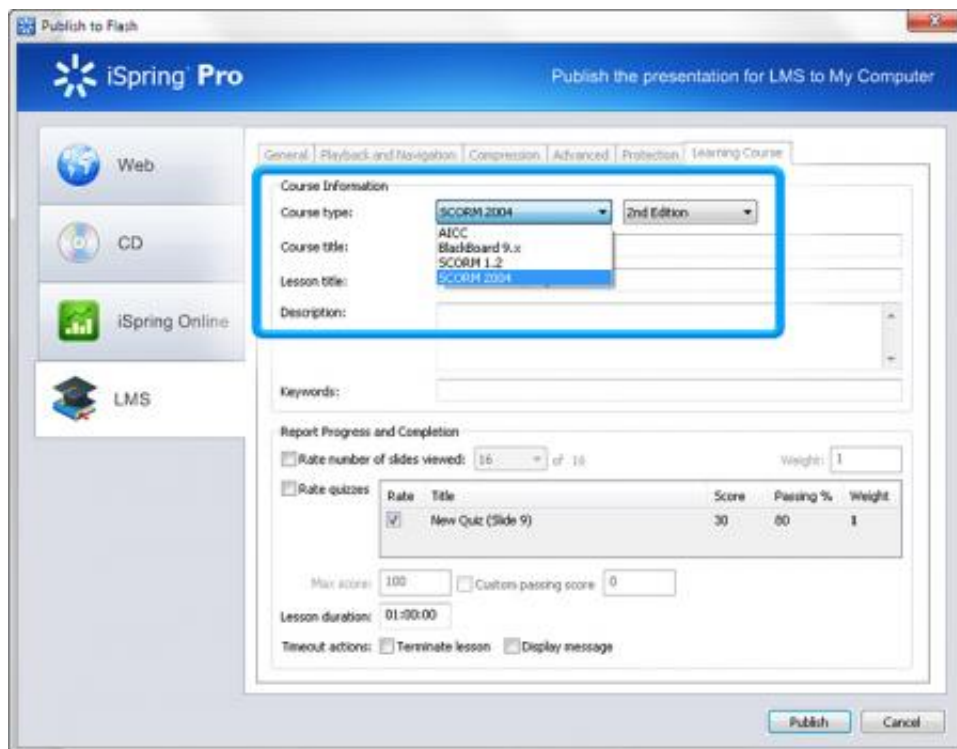 Publish to Flash
iSpring Pro
Publish the presentation for LMS to My Computer
Web
CD
iSpring Online
LMS
General Playback and Navigation Compression Advanced Protection Learning Course
Course Information
Course type: SCORM 2004 2nd Edition
AICC
BlackBoard 9.x
SCORM 1.2
SCORM 2004
Course title:
Lesson title:
Description:
Keywords:
Report Progress and Completion
Rate number of slides viewed: 16 of 16 Weight: 1
Rate quizzes
Rate Title Score Passing % Weight
New Quiz (Slide 9) 30 80 1
Max score: 100 Custom passing score 0
Lesson duration: 01:00:00
Timeout actions: Terminate lesson Display message
Publish Cancel